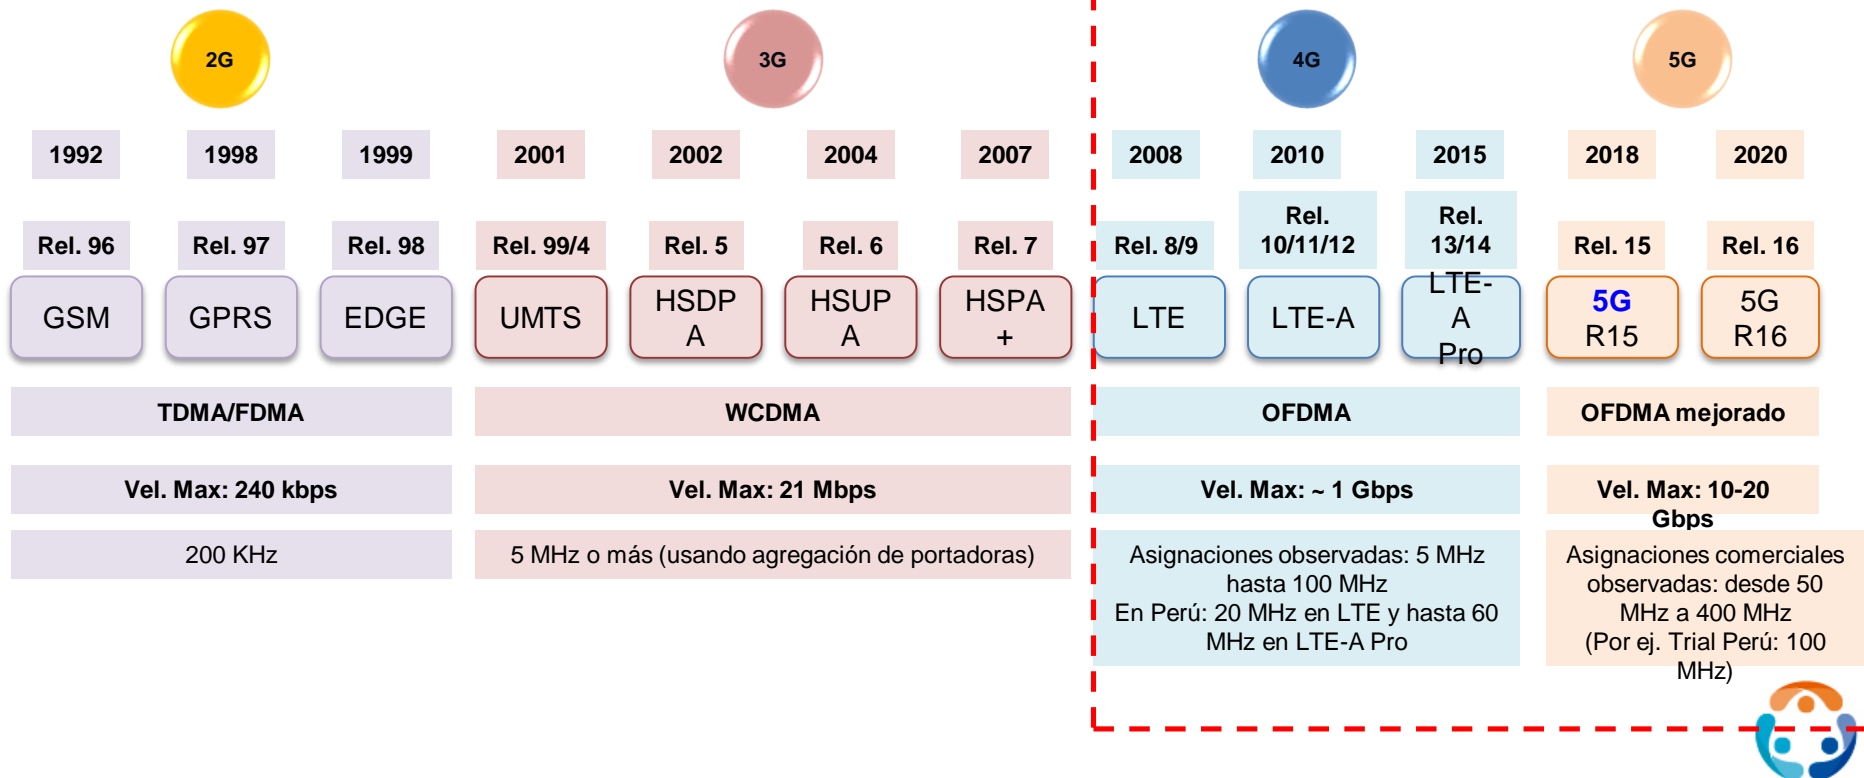 2G
3G
4G
5G
1992
1998
1999
2001
2002
2004
2007
2008
2010
2015
2018
2020
Rel. 96
Rel. 97
Rel. 98
Rel. 99/4
Rel. 5
Rel. 6
Rel. 7
Rel. 8/9
Rel.
10/11/12
Rel.
13/14
Rel. 15
Rel. 16
GSM
GPRS
EDGE
UMTS
HSDP
A
HSUP
A
HSPA
+
LTE
LTE-A
LTE-
A
Pro
5G
R15
5G
R16
TDMA/FDMA
WCDMA
OFDMA
OFDMA mejorado
Vel. Max: 240 kbps
Vel. Max: 21 Mbps
Vel. Max: ~ 1 Gbps
Vel. Max: 10-20
Gbps
200 KHz
5 MHz o más (usando agregación de portadoras)
Asignaciones observadas: 5 MHz
hasta 100 MHz
En Perú: 20 MHz en LTE y hasta 60
MHz en LTE-A Pro
Asignaciones comerciales
observadas: desde 50
MHz a 400 MHz
(Por ej. Trial Perú: 100
MHz)